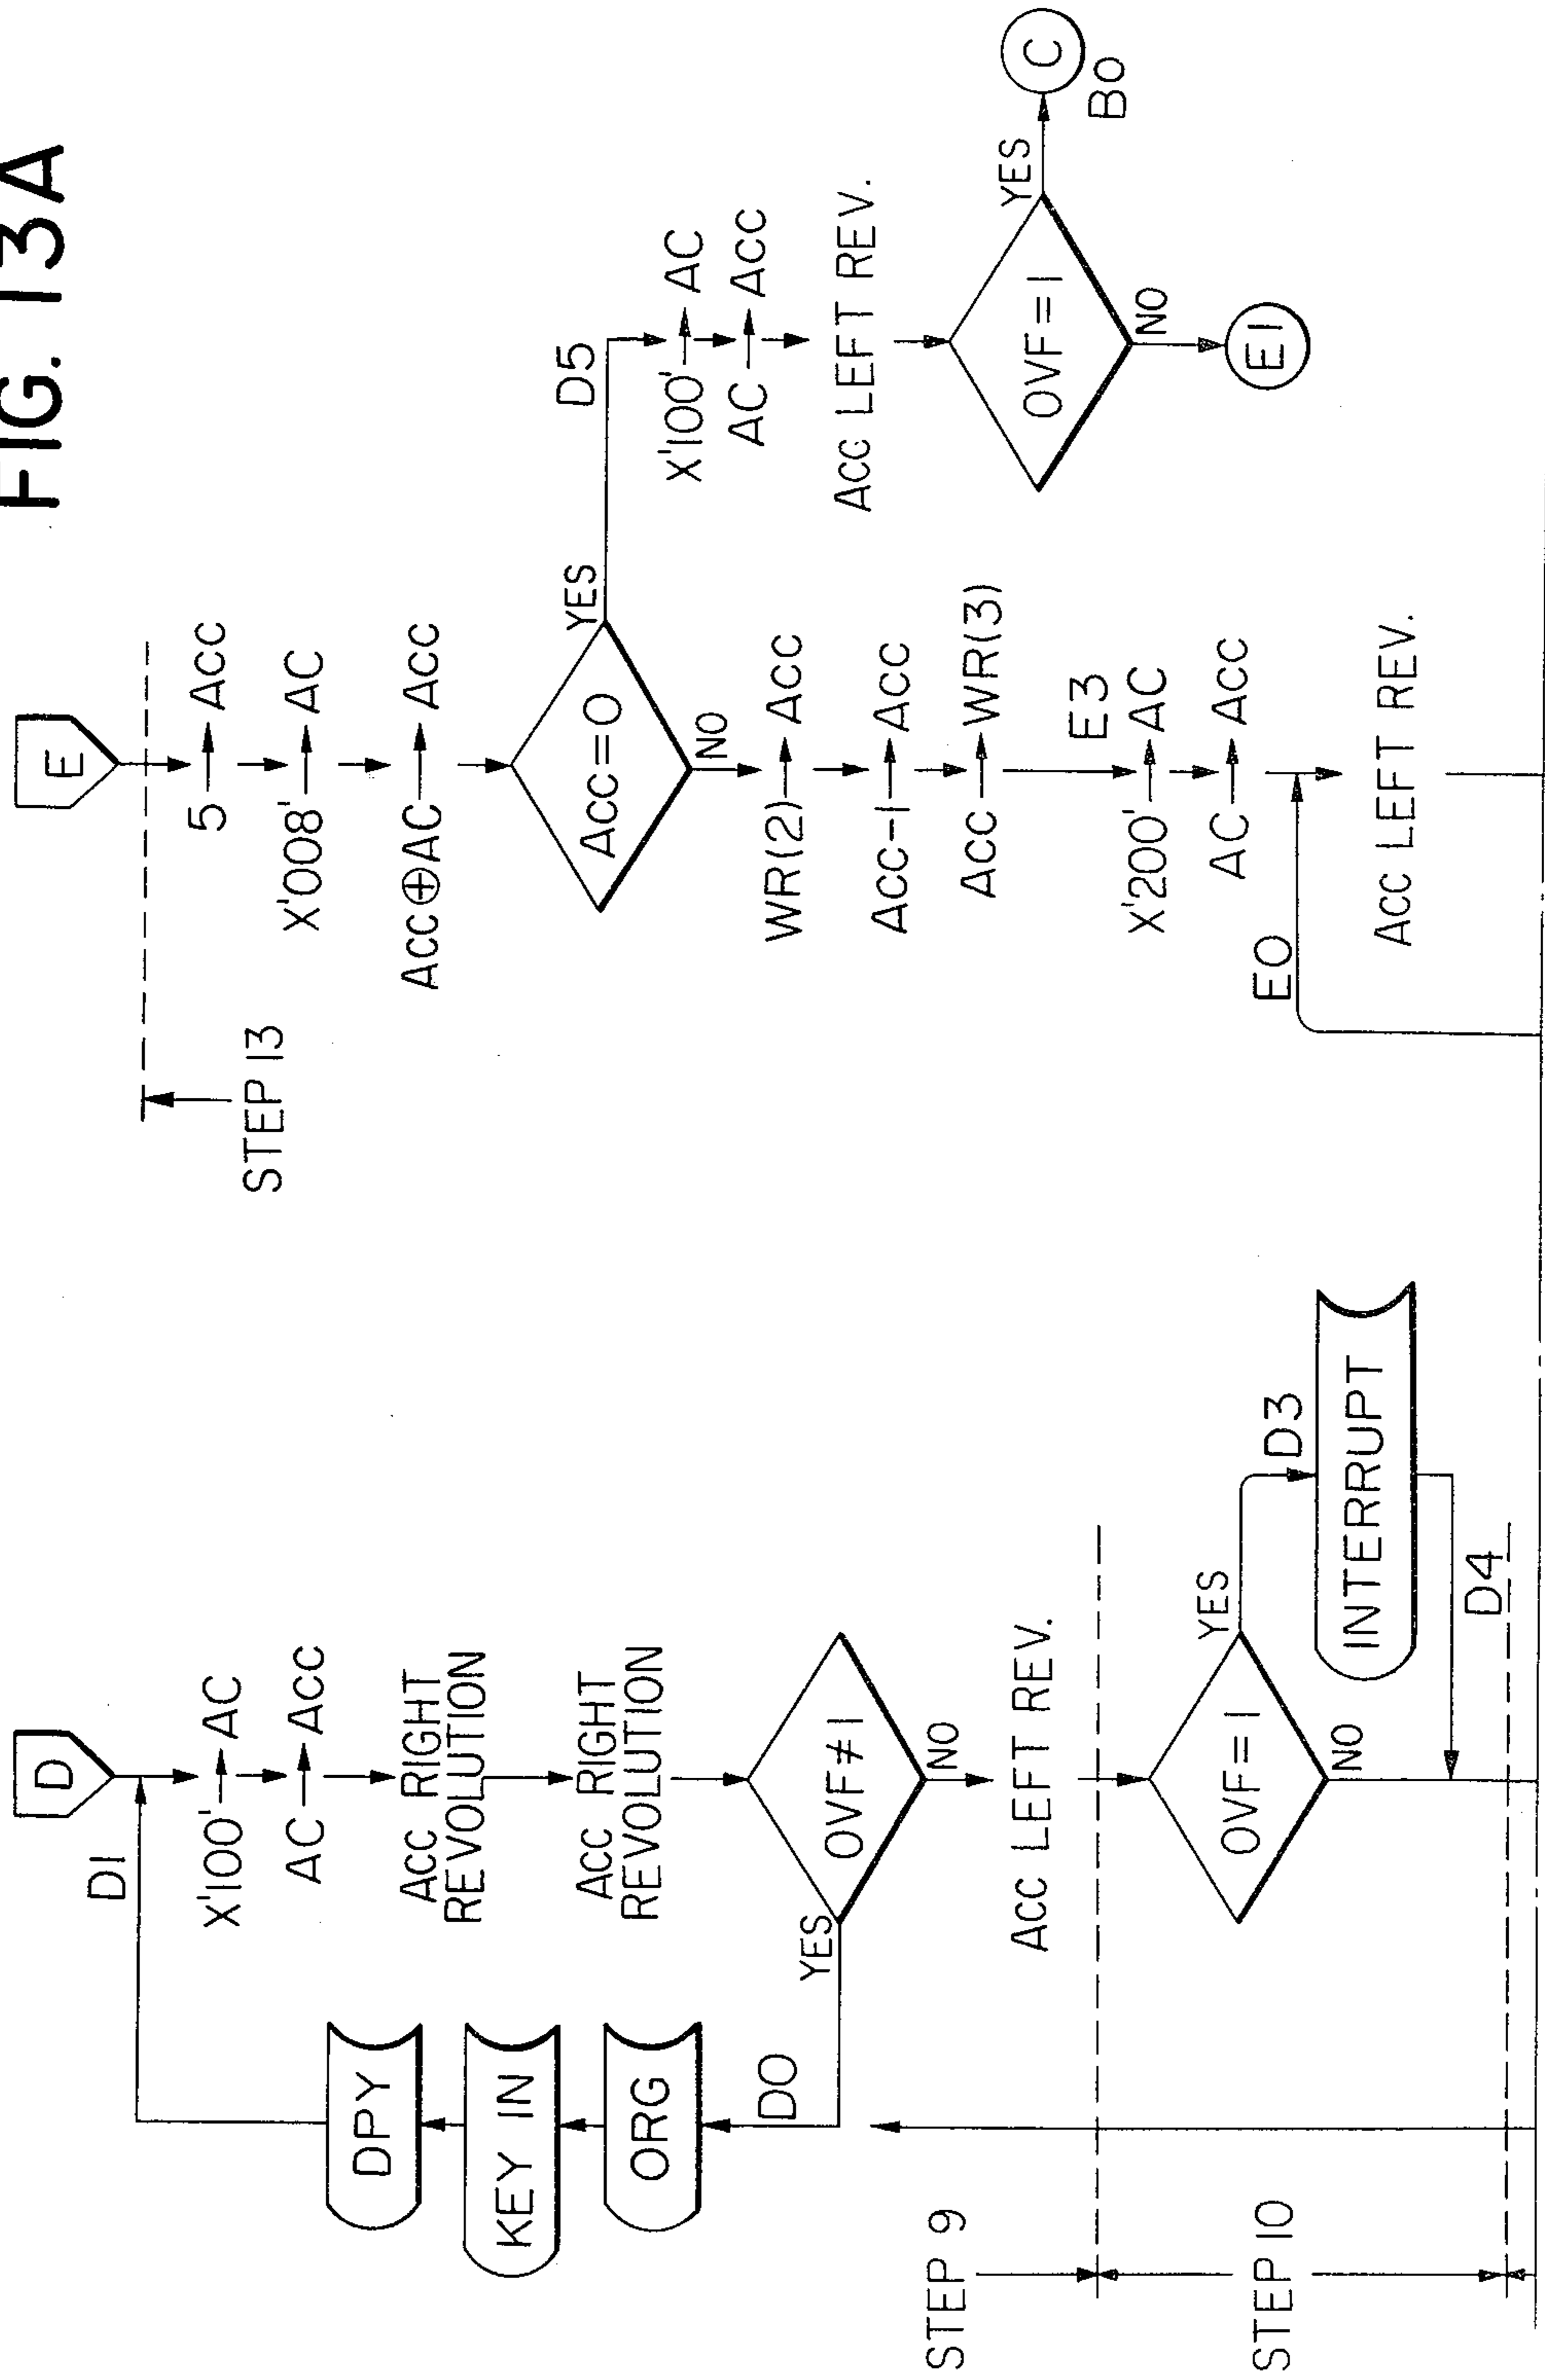 FIG. 13A
D
D1
X'100' → AC
AC → ACC
ACC RIGHT
REVOLUTION
ACC RIGHT
REVOLUTION
OVF≠1
YES
NO
D0
ORG
KEY IN
DPY
ACC LEFT REV.
STEP 9
OVF=1
YES
NO
D3
INTERRUPT
D4
STEP 10
E
STEP 13
5 → ACC
X'008' → AC
ACC⊕AC → ACC
ACC=0
YES
NO
D5
X'100' → AC
AC → ACC
ACC LEFT REV.
OVF=1
YES
C
B0
NO
E1
WR(2) → ACC
ACC-1 → ACC
ACC → WR(3)
E3
X'200' → AC
AC → ACC
E0
ACC LEFT REV.